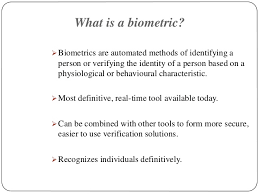 What is a biometric?
➢Biometrics are automated methods of identifying a
person or verifying the identity of a person based on a
physiological or behavioural characteristic.
➢Most definitive, real-time tool available today.
➢Can be combined with other tools to form more secure,
easier to use verification solutions.
➢Recognizes individuals definitively.